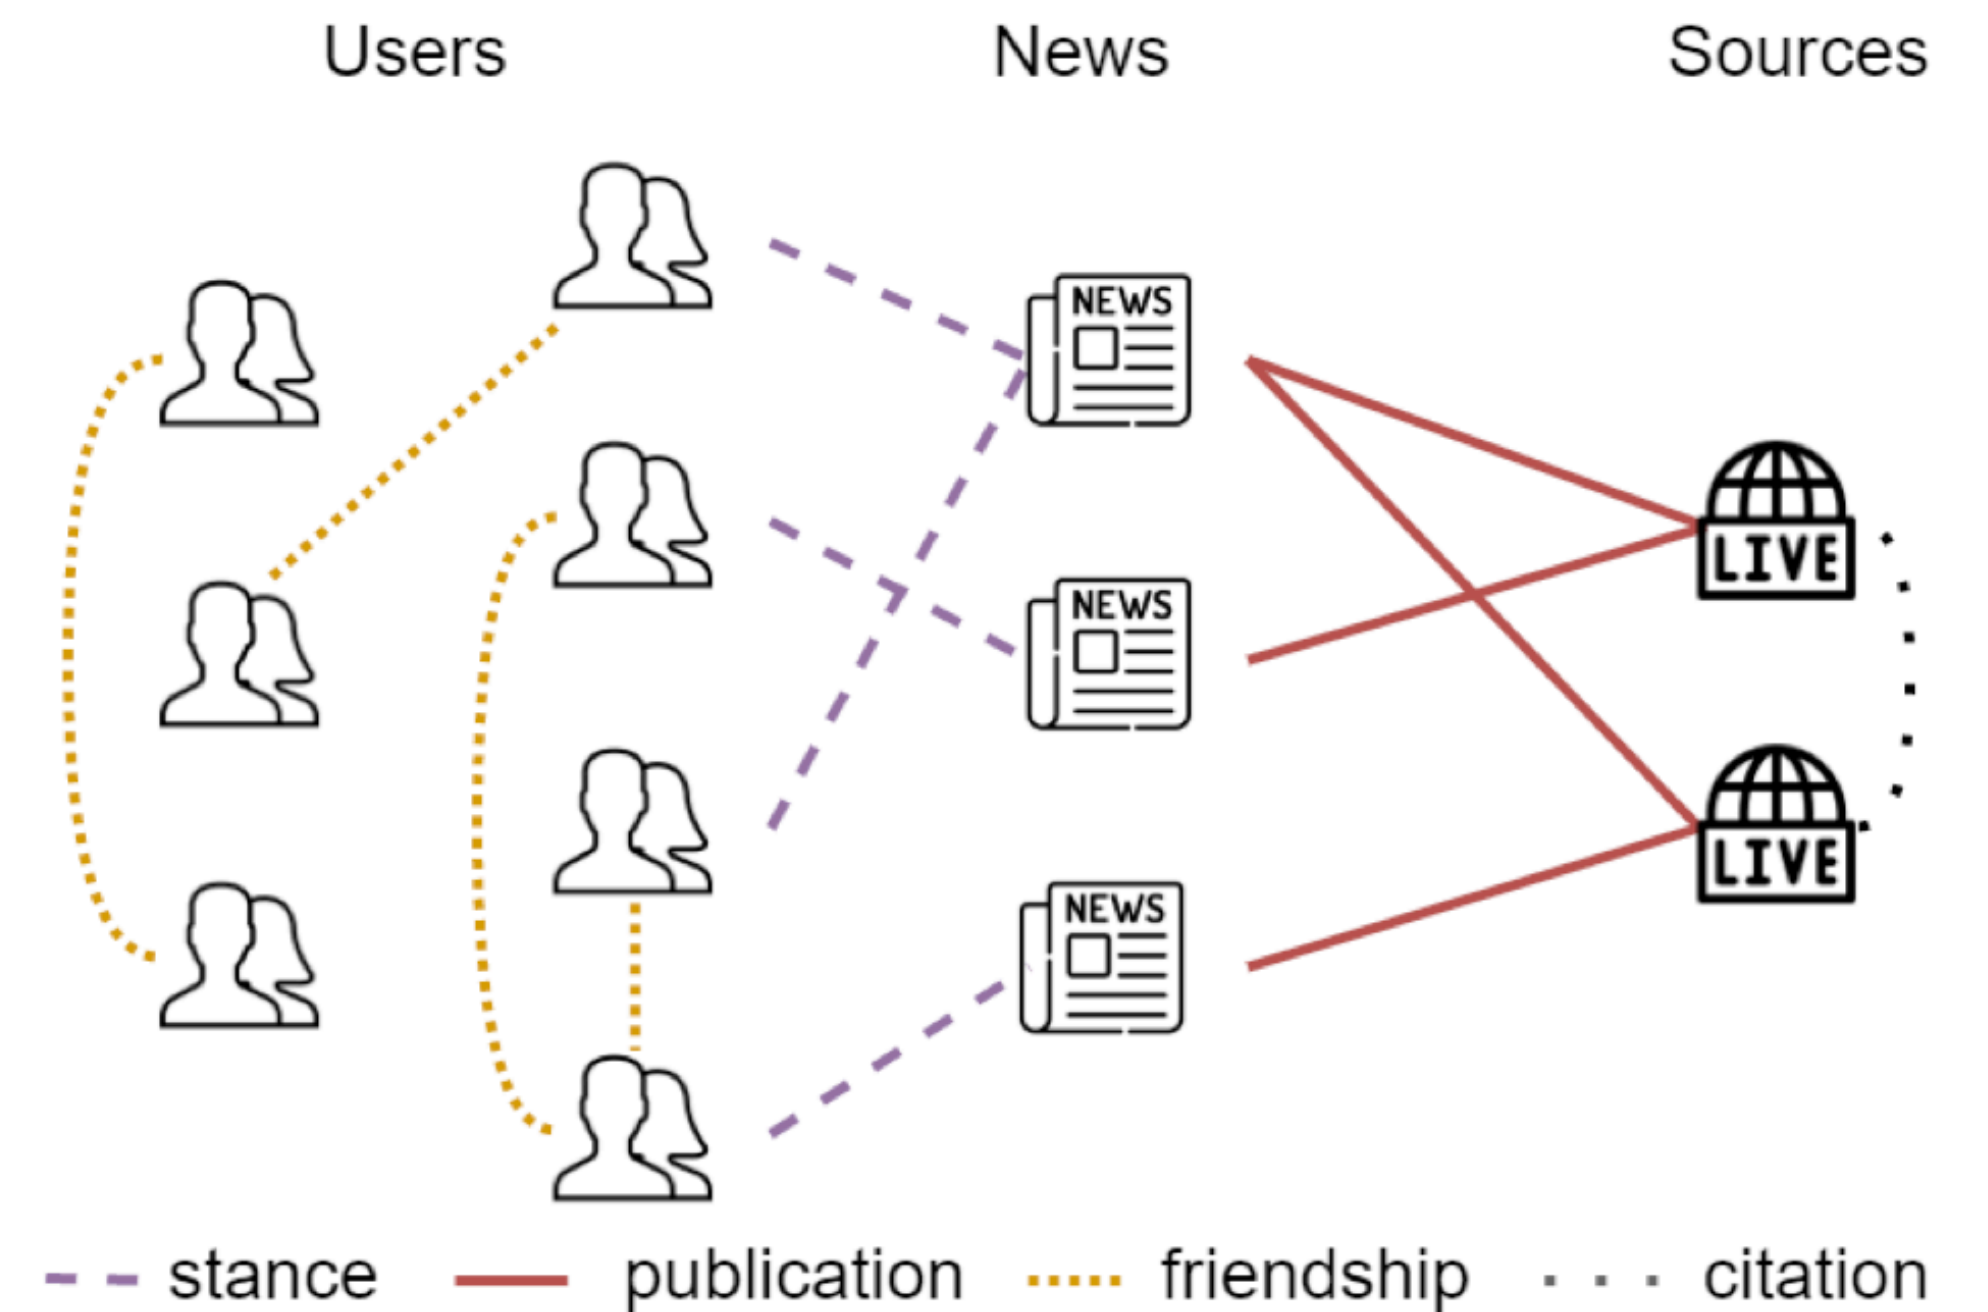 Users News Sources
NEWS
LIVE
NEWS
LIVE
NEWS
stance publication friendship citation